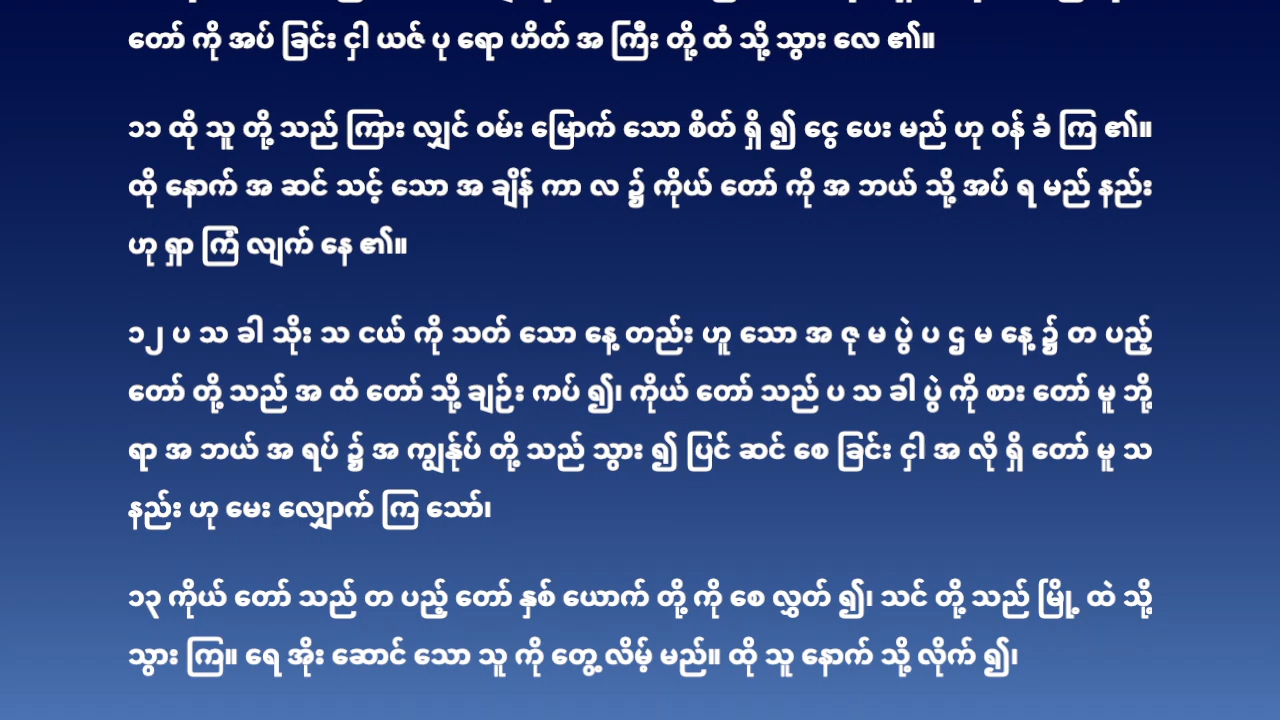 တော် ကို အပ် ခြင်း ငှါ ယဇ် ပု ရော ဟိတ် အ ကြီး တို့ ထံ သို့ သွား လေ ၏။
၁၁ ထို သူ တို့ သည် ကြား လျှင် ဝမ်း မြောက် သော စိတ် ရှိ ၍ ငွေ ပေး မည် ဟု ဝန် ခံ ကြ ၏။
ထို နောက် အ ဆင် သင့် သော အ ချိန် ကာ လ ၌ ကိုယ် တော် ကို အ ဘယ် သို့ အပ် ရ မည် နည်း
ဟု ရှာ ကြံ လျက် နေ ၏။
၁၂ ပ သ ခါ သိုး သ ငယ် ကို သတ် သော နေ့ တည်း ဟူ သော အ ဇု မ ပွဲ ပ ဌ မ နေ့ ၌ တ ပည့်
တော် တို့ သည် အ ထံ တော် သို့ ချဉ်း ကပ် ၍၊ ကိုယ် တော် သည် ပ သ ခါ ပွဲ ကို စား တော် မူ ဘို့
ရာ အ ဘယ် အ ရပ် ၌ အ ကျွန်ုပ် တို့ သည် သွား ၍ ပြင် ဆင် စေ ခြင်း ငှါ အ လို ရှိ တော် မူ သ
နည်း ဟု မေး လျှောက် ကြ သော်၊
၁၃ ကိုယ် တော် သည် တ ပည့် တော် နှစ် ယောက် တို့ ကို စေ လွှတ် ၍၊ သင် တို့ သည် မြို့ ထဲ သို့
သွား ကြ။ ရေ အိုး ဆောင် သော သူ ကို တွေ့ လိမ့် မည်။ ထို သူ နောက် သို့ လိုက် ၍၊